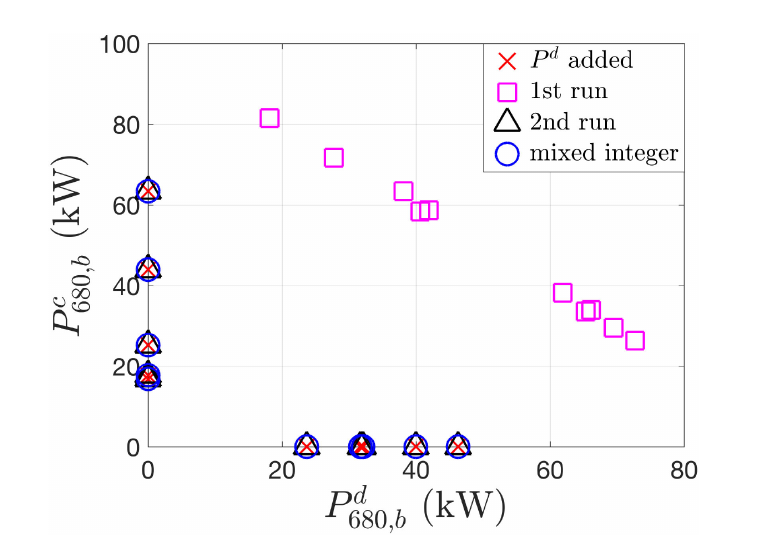 100
80
60
40
20
0
0 20 40 60 80
P^c_{680,b} (kW)
P^d_{680,b} (kW)
P^d added
1st run
2nd run
mixed integer